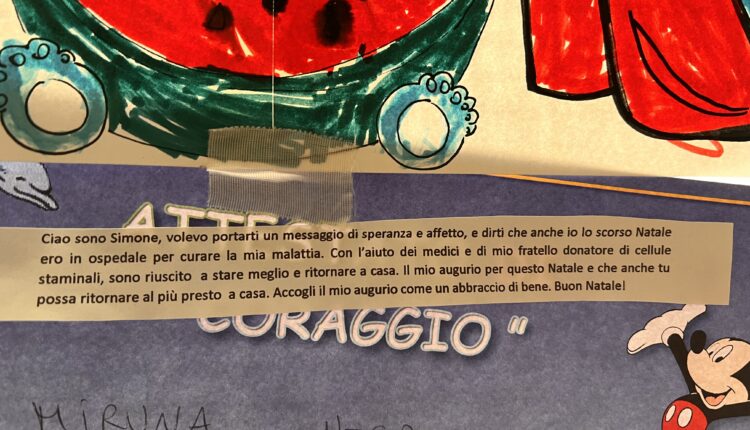 Ciao sono Simone, volevo portarti un messaggio di speranza e affetto, e dirti che anche io lo scorso Natale
ero in ospedale per curare la mia malattia. Con l'aiuto dei medici e di mio fratello donatore di cellule
staminali, sono riuscito a stare meglio e ritornare a casa. Il mio augurio per questo Natale e che anche tu
possa ritornare al più presto a casa. Accogli il mio augurio come un abbraccio di bene. Buon Natale!
CORAGGIO "
MIRUNA